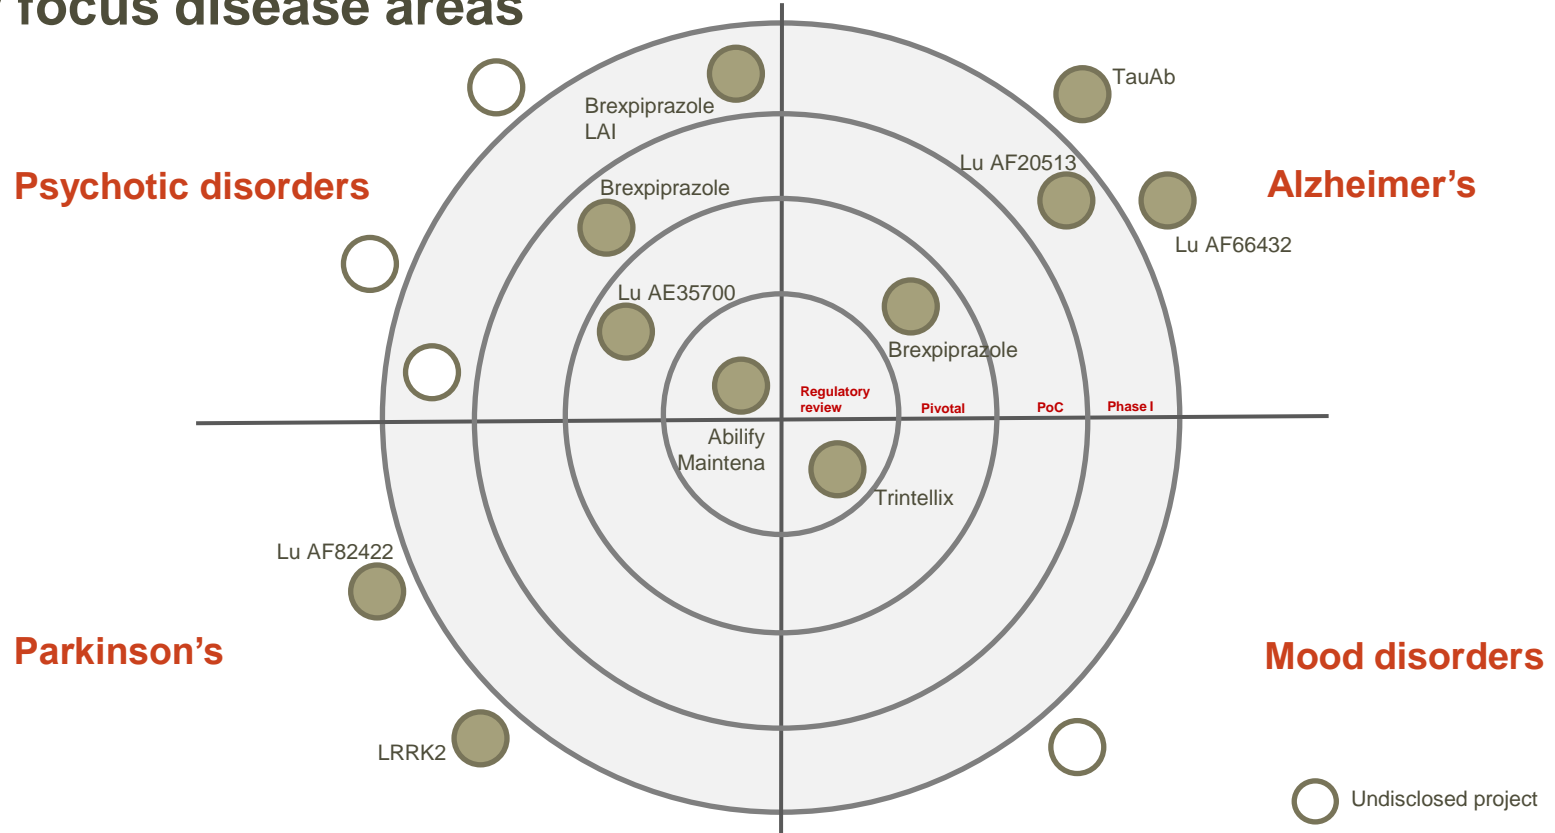 focus disease areas
TauAb
Brexpiprazole
LAI
Lu AF20513
Psychotic disorders
Brexpiprazole
Alzheimer’s
Lu AF66432
Lu AE35700
Brexpiprazole
Regulatory
review
Pivotal
PoC
Phase I
Abilify
Maintena
Trintellix
Lu AF82422
Parkinson’s
Mood disorders
LRRK2
Undisclosed project